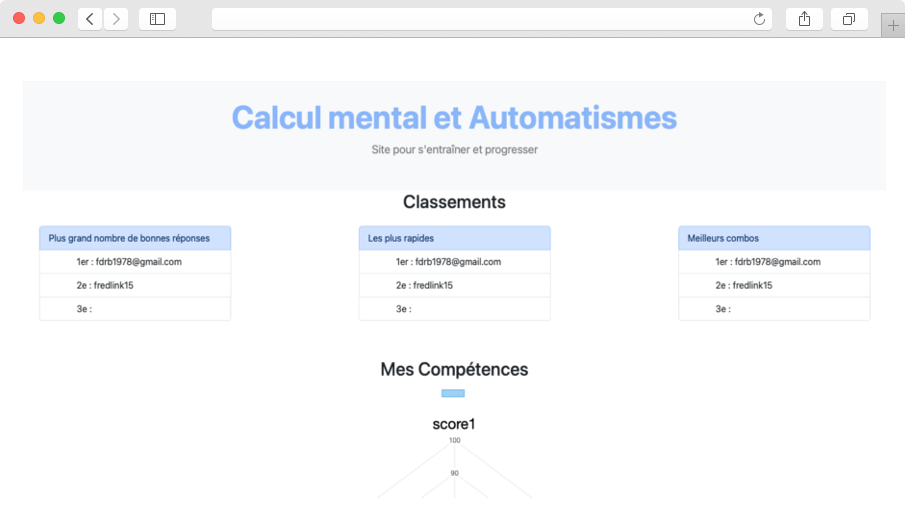 Calcul mental et Automatismes
Site pour s'entraîner et progresser
Classements
Plus grand nombre de bonnes réponses
1er : fdrb1978@gmail.com
2e : fredlink15
3e :
Les plus rapides
1er : fdrb1978@gmail.com
2e : fredlink15
3e :
Meilleurs combos
1er : fdrb1978@gmail.com
2e : fredlink15
3e :
Mes Compétences
score1
100
90